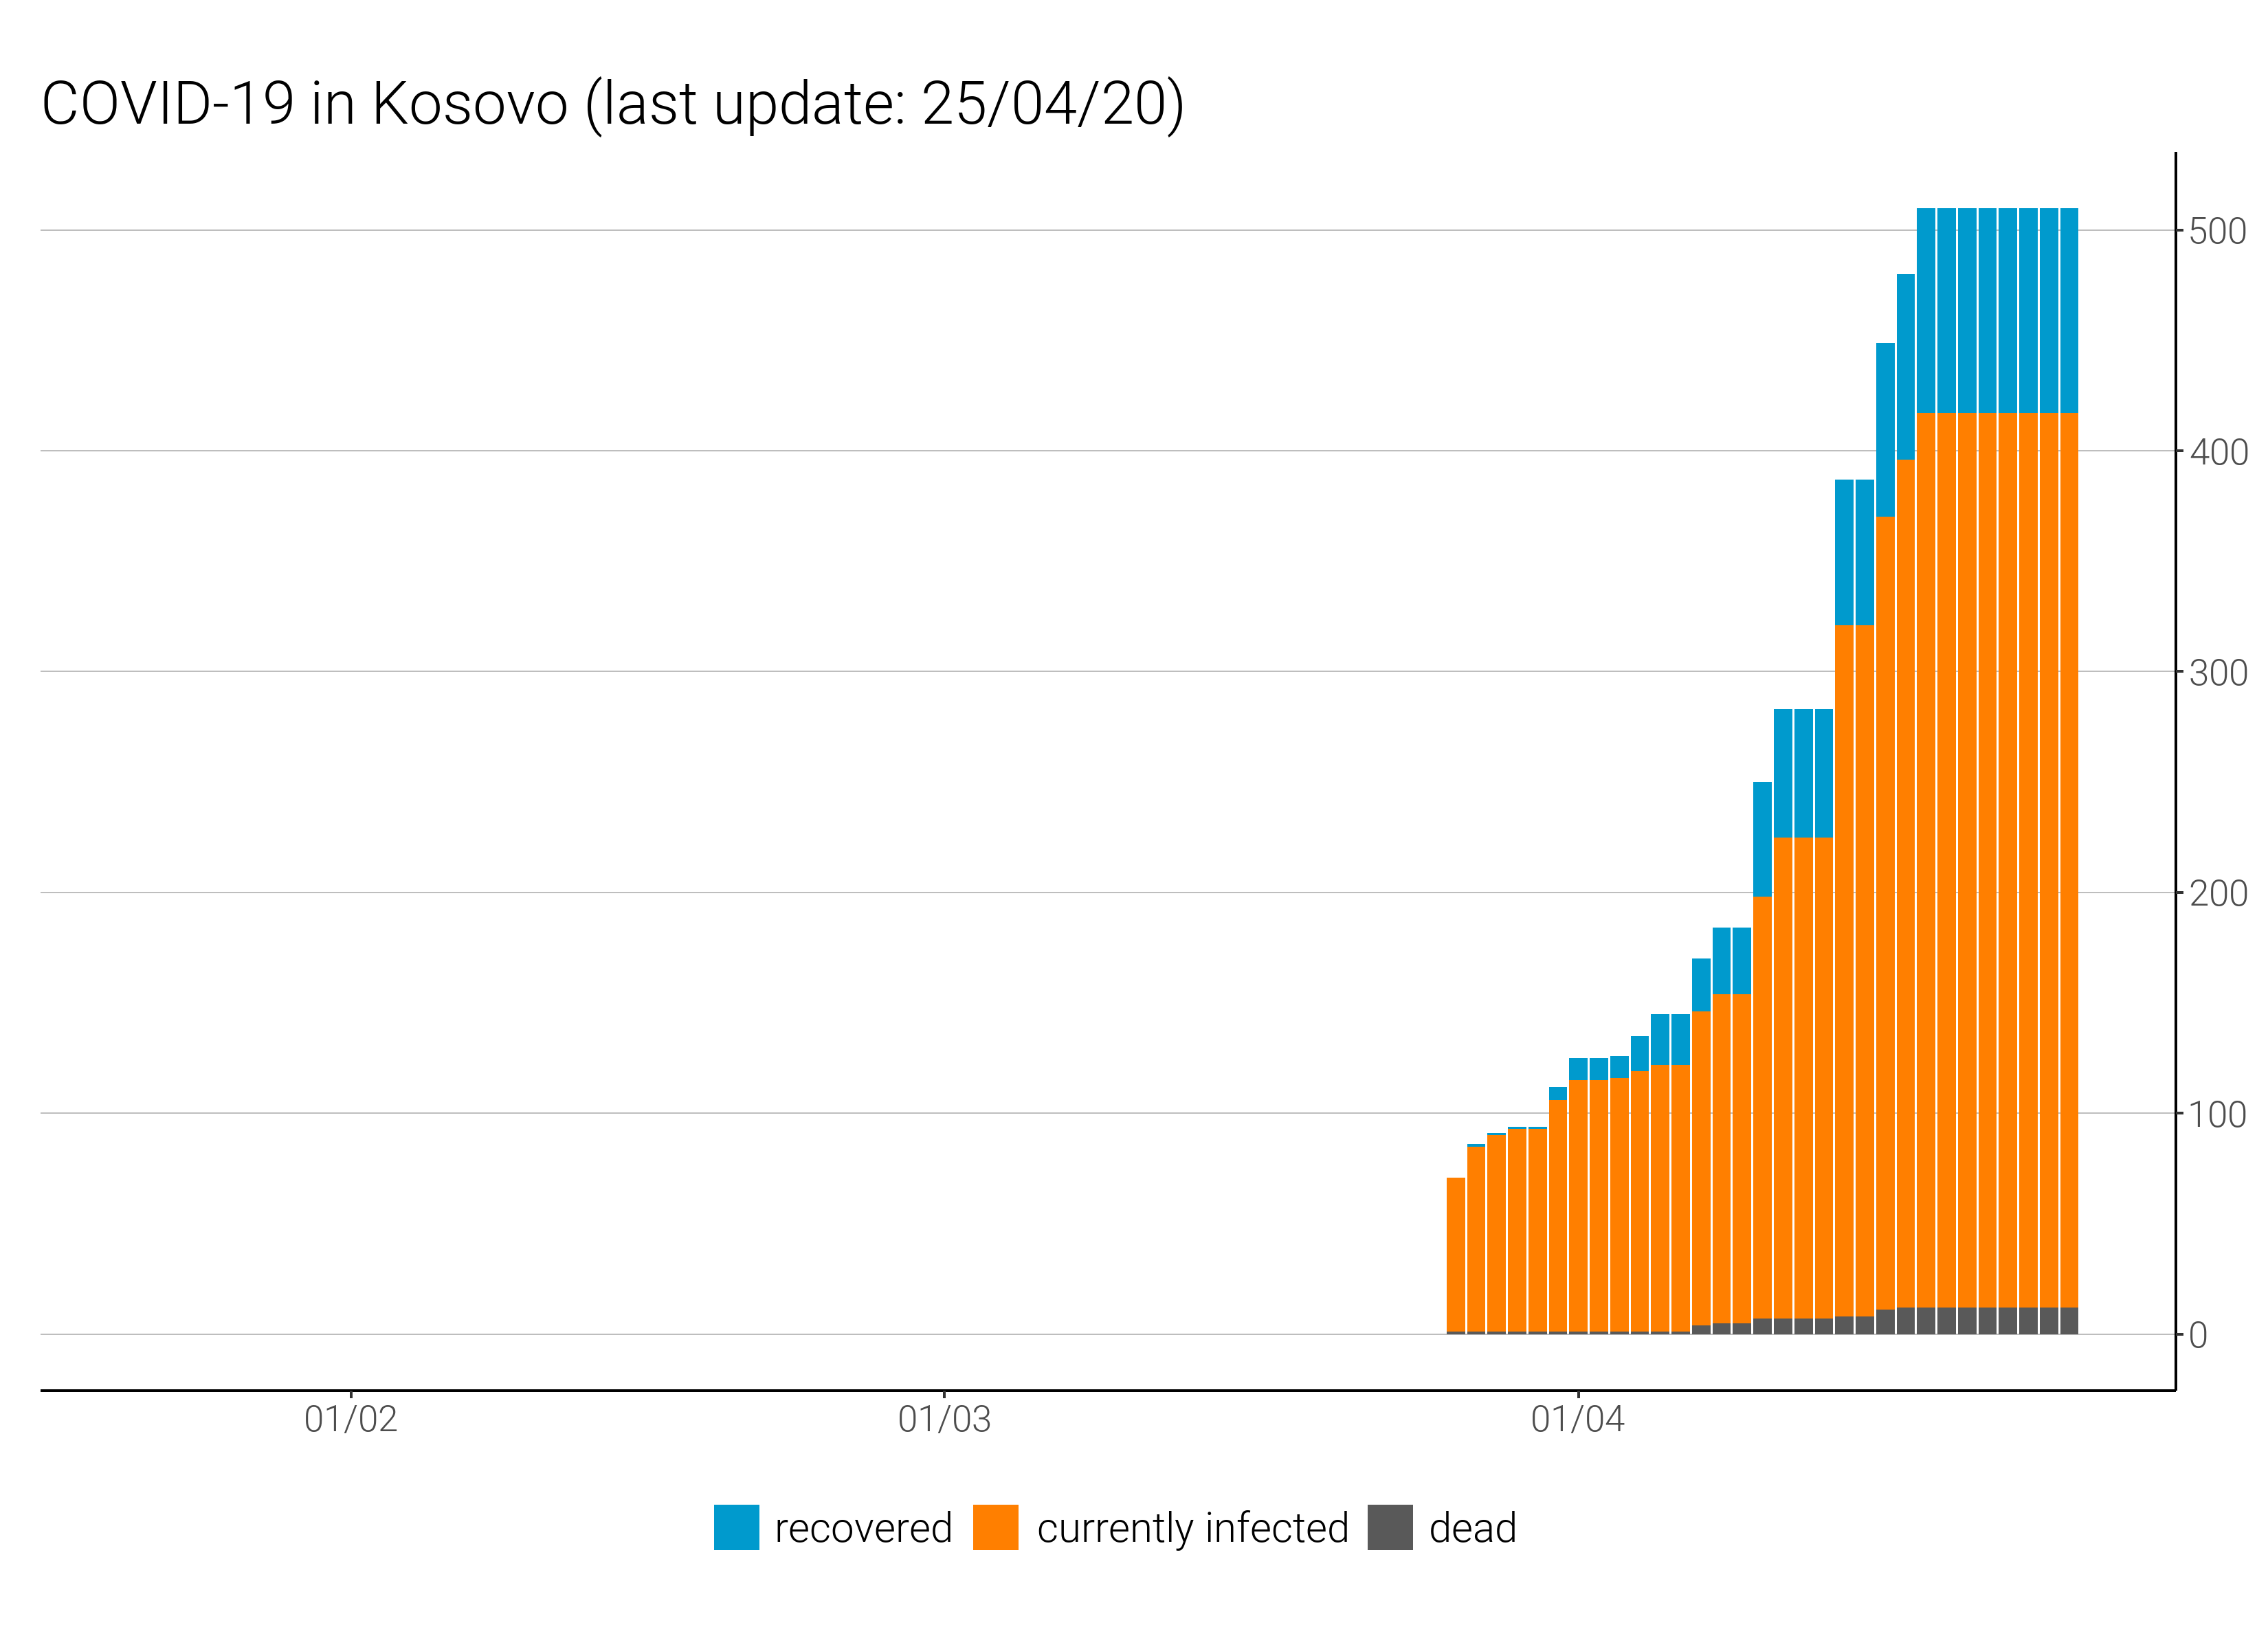 COVID-19 in Kosovo (last update: 25/04/20)
500
400
300
200
100
0
01/02 01/03 01/04
recovered currently infected dead